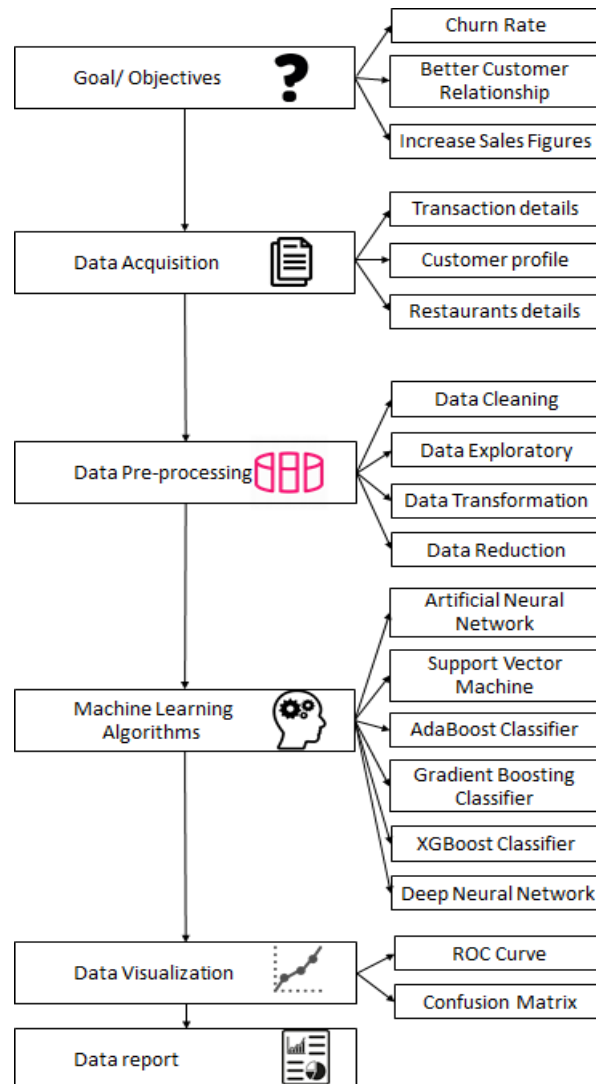 Goal/ Objectives
?
Churn Rate
Better Customer
Relationship
Increase Sales Figures
Data Acquisition
Transaction details
Customer profile
Restaurants details
Data Pre-processing
Data Cleaning
Data Exploratory
Data Transformation
Data Reduction
Machine Learning
Algorithms
Artificial Neural
Network
Support Vector
Machine
AdaBoost Classifier
Gradient Boosting
Classifier
XGBoost Classifier
Deep Neural Network
Data Visualization
ROC Curve
Confusion Matrix
Data report